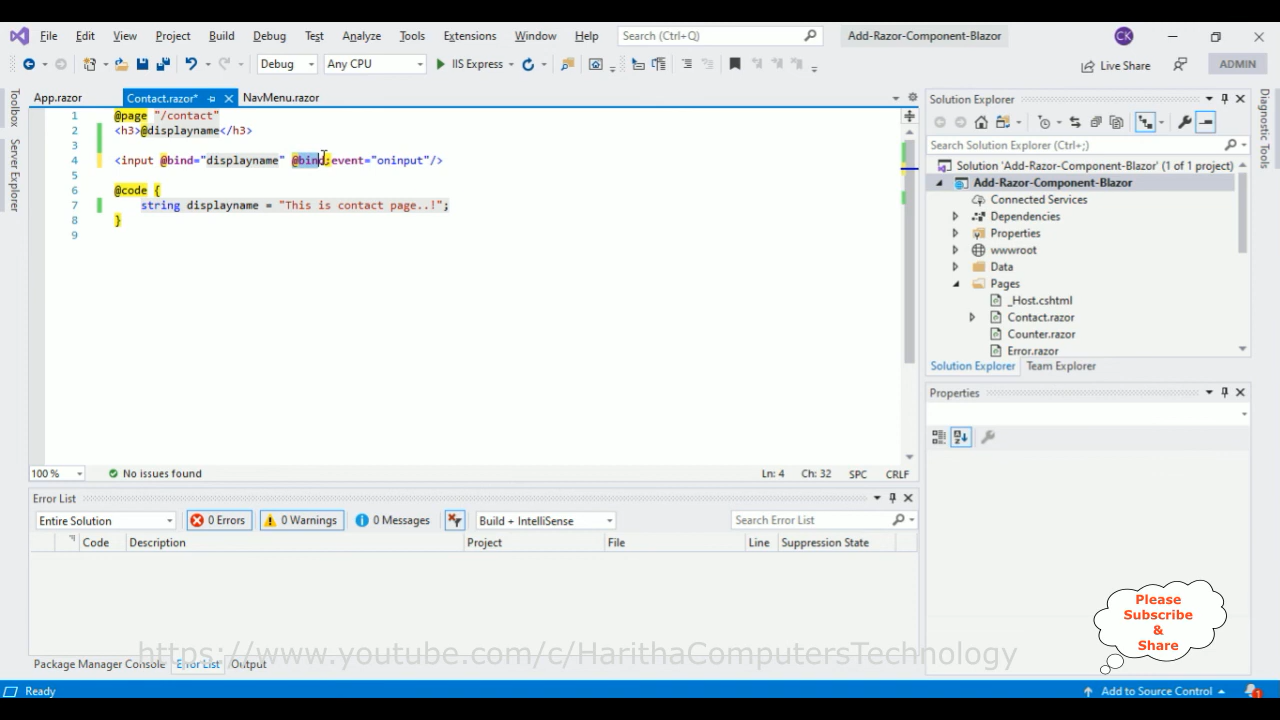 File Edit View Build Debug Test Analyze Tools Extensions Window Help Search (Ctrl+Q) Add-Razor-Component-Blazor CK
Debug Any CPU IIS Express Live Share ADMIN
Toolbox
Server Explorer
App.razor Contact.razor* NavMenu.razor
1 @page "/contact"
2 <h3>@displayname</h3>
3
4 <input @bind="displayname" @bind:event="oninput"/>
5
6 @code {
7 string displayname = "This is contact page..!";
8 }
9
100 % No issues found Ln: 4 Ch: 32 SPC CRLF
Solution Explorer
Search Solution Explorer (Ctrl+;)
Solution 'Add-Razor-Component-Blazor' (1 of 1 project)
Add-Razor-Component-Blazor
Connected Services
Dependencies
Properties
wwwroot
Data
Pages
_Host.cshtml
Contact.razor
Counter.razor
Error.razor
Solution Explorer Team Explorer
Properties
Diagnostic Tools
Error List
Entire Solution 0 Errors 0 Warnings 0 Messages Build + IntelliSense Search Error List
Code Description Project File Line Suppression State
Please
Subscribe
&
Share
https://www.youtube.com/c/HarithaComputersTechnology
Package Manager Console Error List Output
Ready Add to Source Control 1